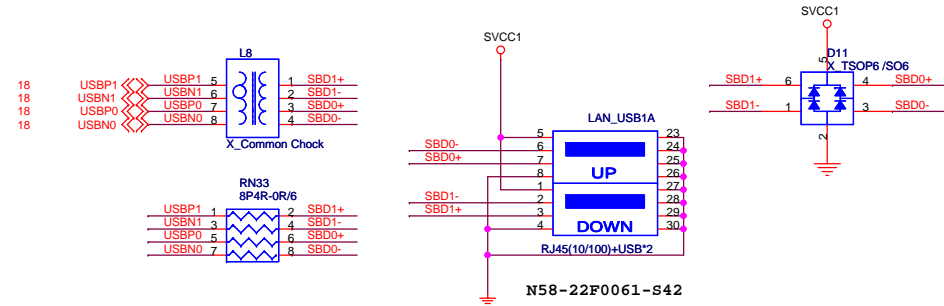 L8
18 USBP1 USBP1 5 1 SBD1+
18 USBN1 USBN1 6 2 SBD1-
18 USBP0 USBP0 7 3 SBD0+
18 USBN0 USBN0 8 4 SBD0-
X_Common Chock
RN33
8P4R-0R/6
USBP1 1 2 SBD1+
USBN1 3 4 SBD1-
USBP0 5 6 SBD0+
USBN0 7 8 SBD0-
SVCC1
LAN_USB1A
5 23
SBD0- 6 24
SBD0+ 7 25
8 UP 26
1 27
SBD1- 2 28
SBD1+ 3 29
4 DOWN 30
RJ45(10/100)+USB*2
N58-22F0061-S42
SVCC1
D11
X_TSOP6 /SO6
5
SBD1+ 6 4 SBD0+
SBD1- 1 3 SBD0-
2